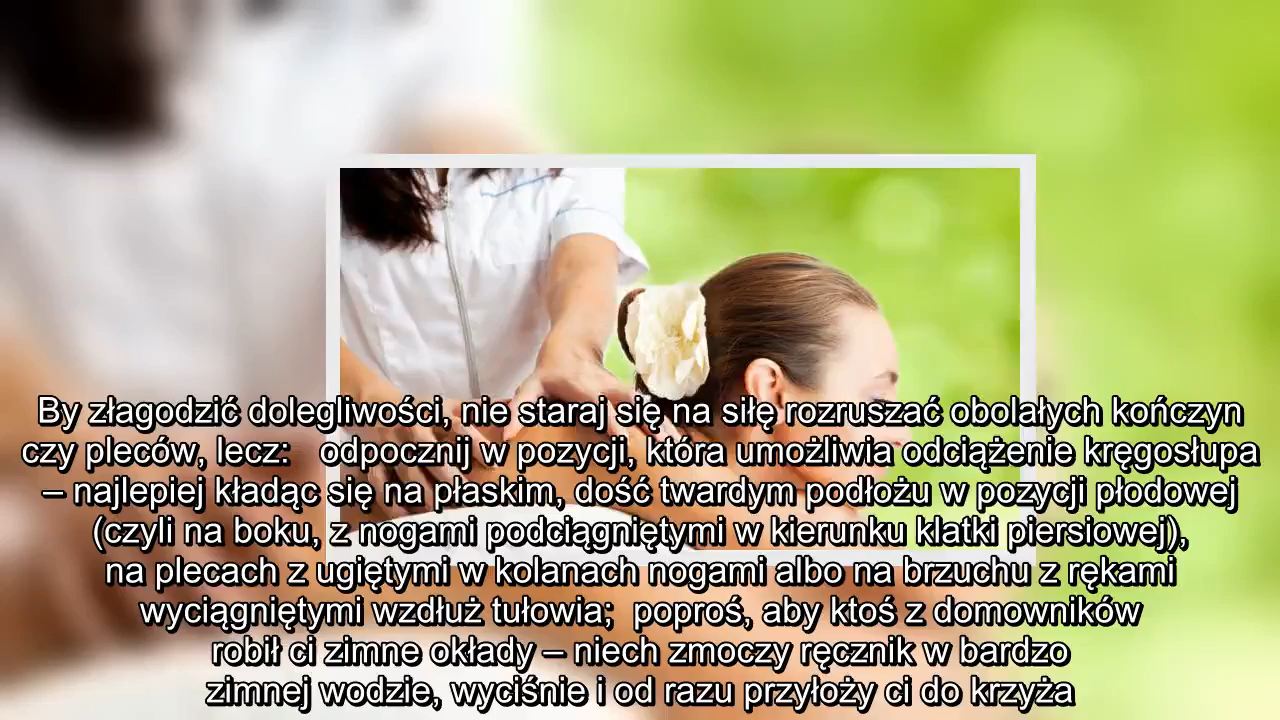 By złagodzić dolegliwości, nie staraj się na siłę rozruszać obolałych kończyn
czy pleców, lecz: odpocznij w pozycji, która umożliwia odciążenie kręgosłupa
– najlepiej kładąc się na płaskim, dość twardym podłożu w pozycji płodowej
(czyli na boku, z nogami podciągniętymi w kierunku klatki piersiowej),
na plecach z ugiętymi w kolanach nogami albo na brzuchu z rękami
wyciągniętymi wzdłuż tułowia; poproś, aby ktoś z domowników
robił ci zimne okłady – niech zmoczy ręcznik w bardzo
zimnej wodzie, wyciśnie i od razu przyłoży ci do krzyża